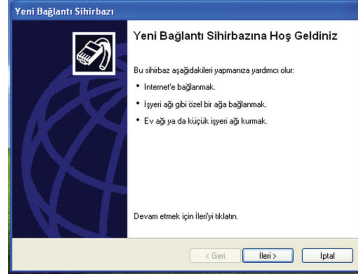 Yeni Bağlantı Sihirbazı
Yeni Bağlantı Sihirbazına Hoş Geldiniz
Bu sihirbaz aşağıdakileri yapmanıza yardımcı olur:
• Internet'e bağlanmak.
• İşyeri ağı gibi özel bir ağa bağlanmak.
• Ev ağı ya da küçük işyeri ağı kurmak.
Devam etmek için İleri'yi tıklatın.
< Geri İleri > İptal